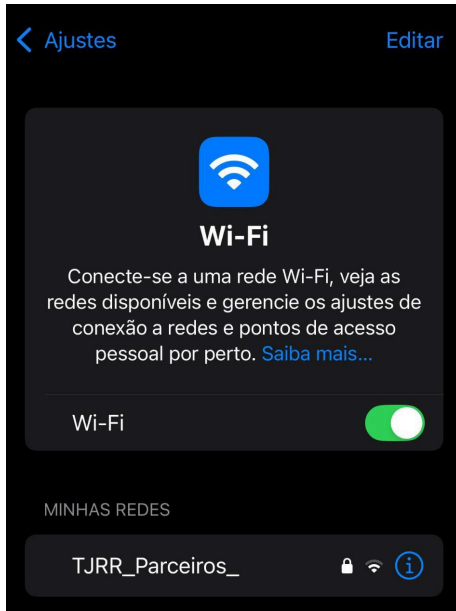 Ajustes
Editar
Wi-Fi
Conecte-se a uma rede Wi-Fi, veja as
redes disponíveis e gerencie os ajustes de
conexão a redes e pontos de acesso
pessoal por perto. Saiba mais...
Wi-Fi
MINHAS REDES
TJRR_Parceiros_